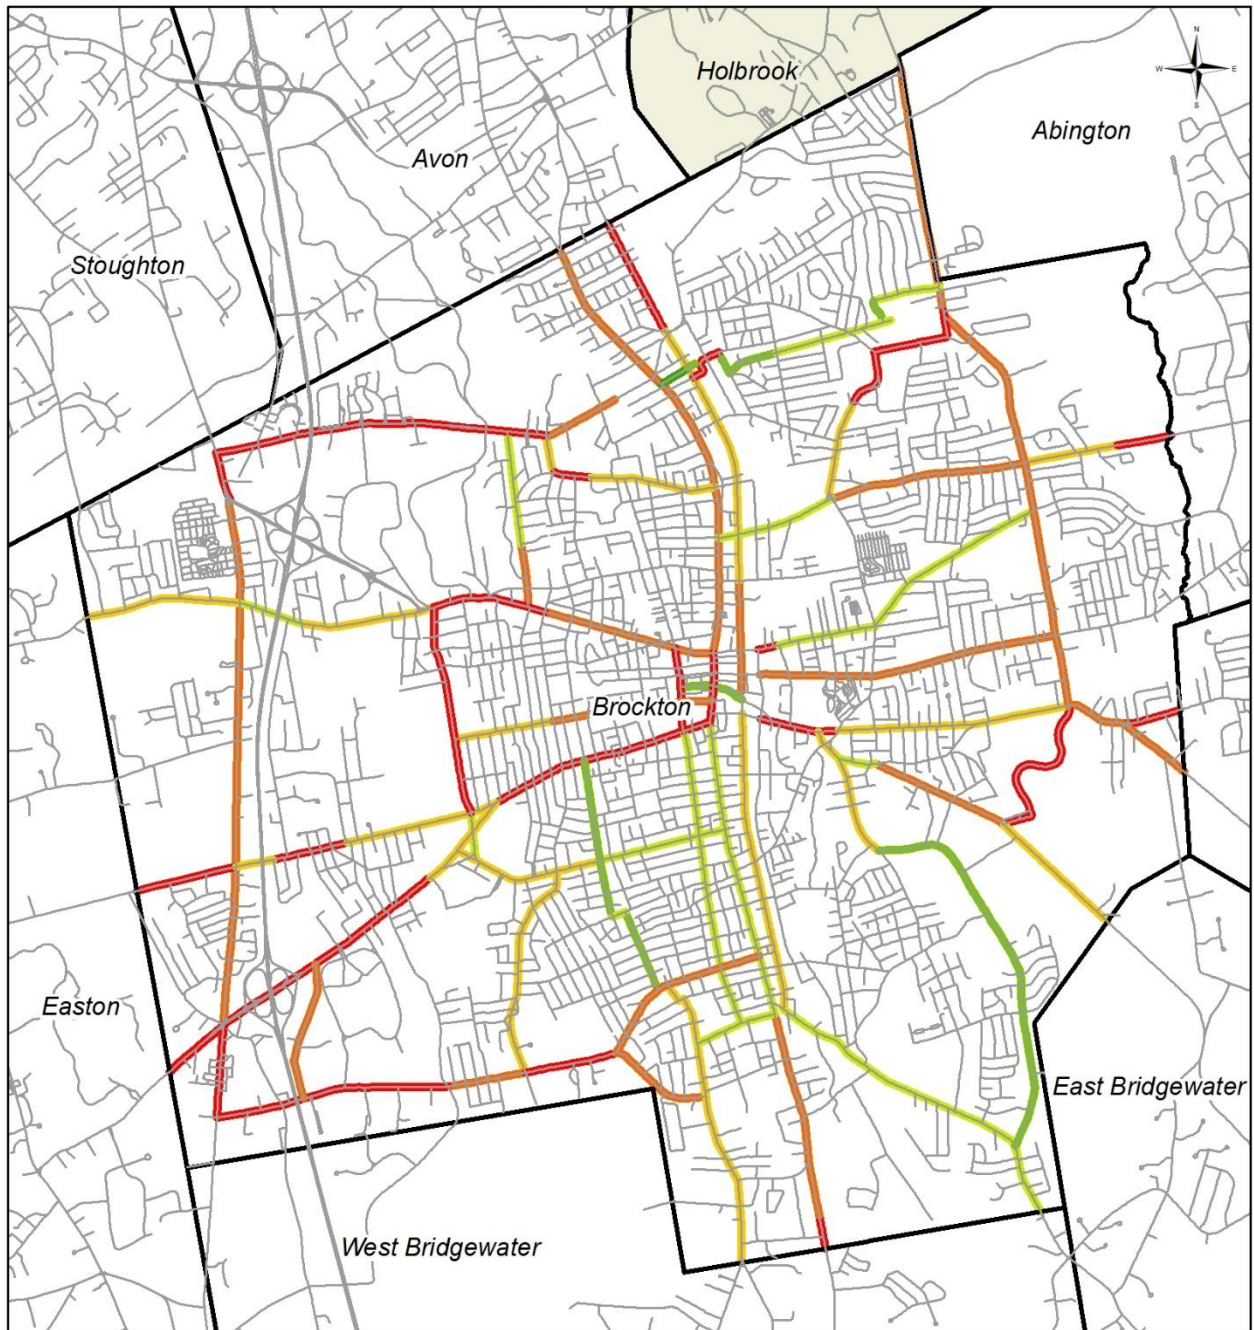 N
Holbrook
W E
S
Abington
Avon
Stoughton
Brockton
Easton
East Bridgewater
West Bridgewater